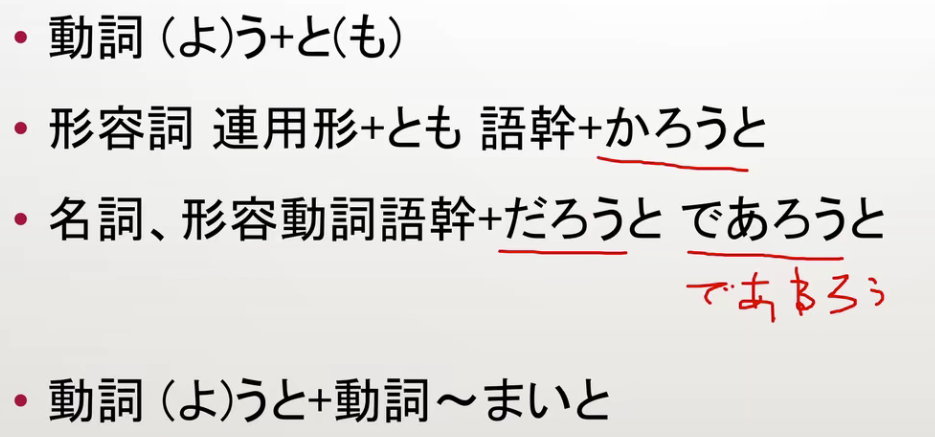 • 動詞 (よ)う+と(も)
• 形容詞 連用形+とも 語幹+かろうと
• 名詞、形容動詞語幹+だろうと であろうと
であろう
• 動詞 (よ)うと+動詞～まいと